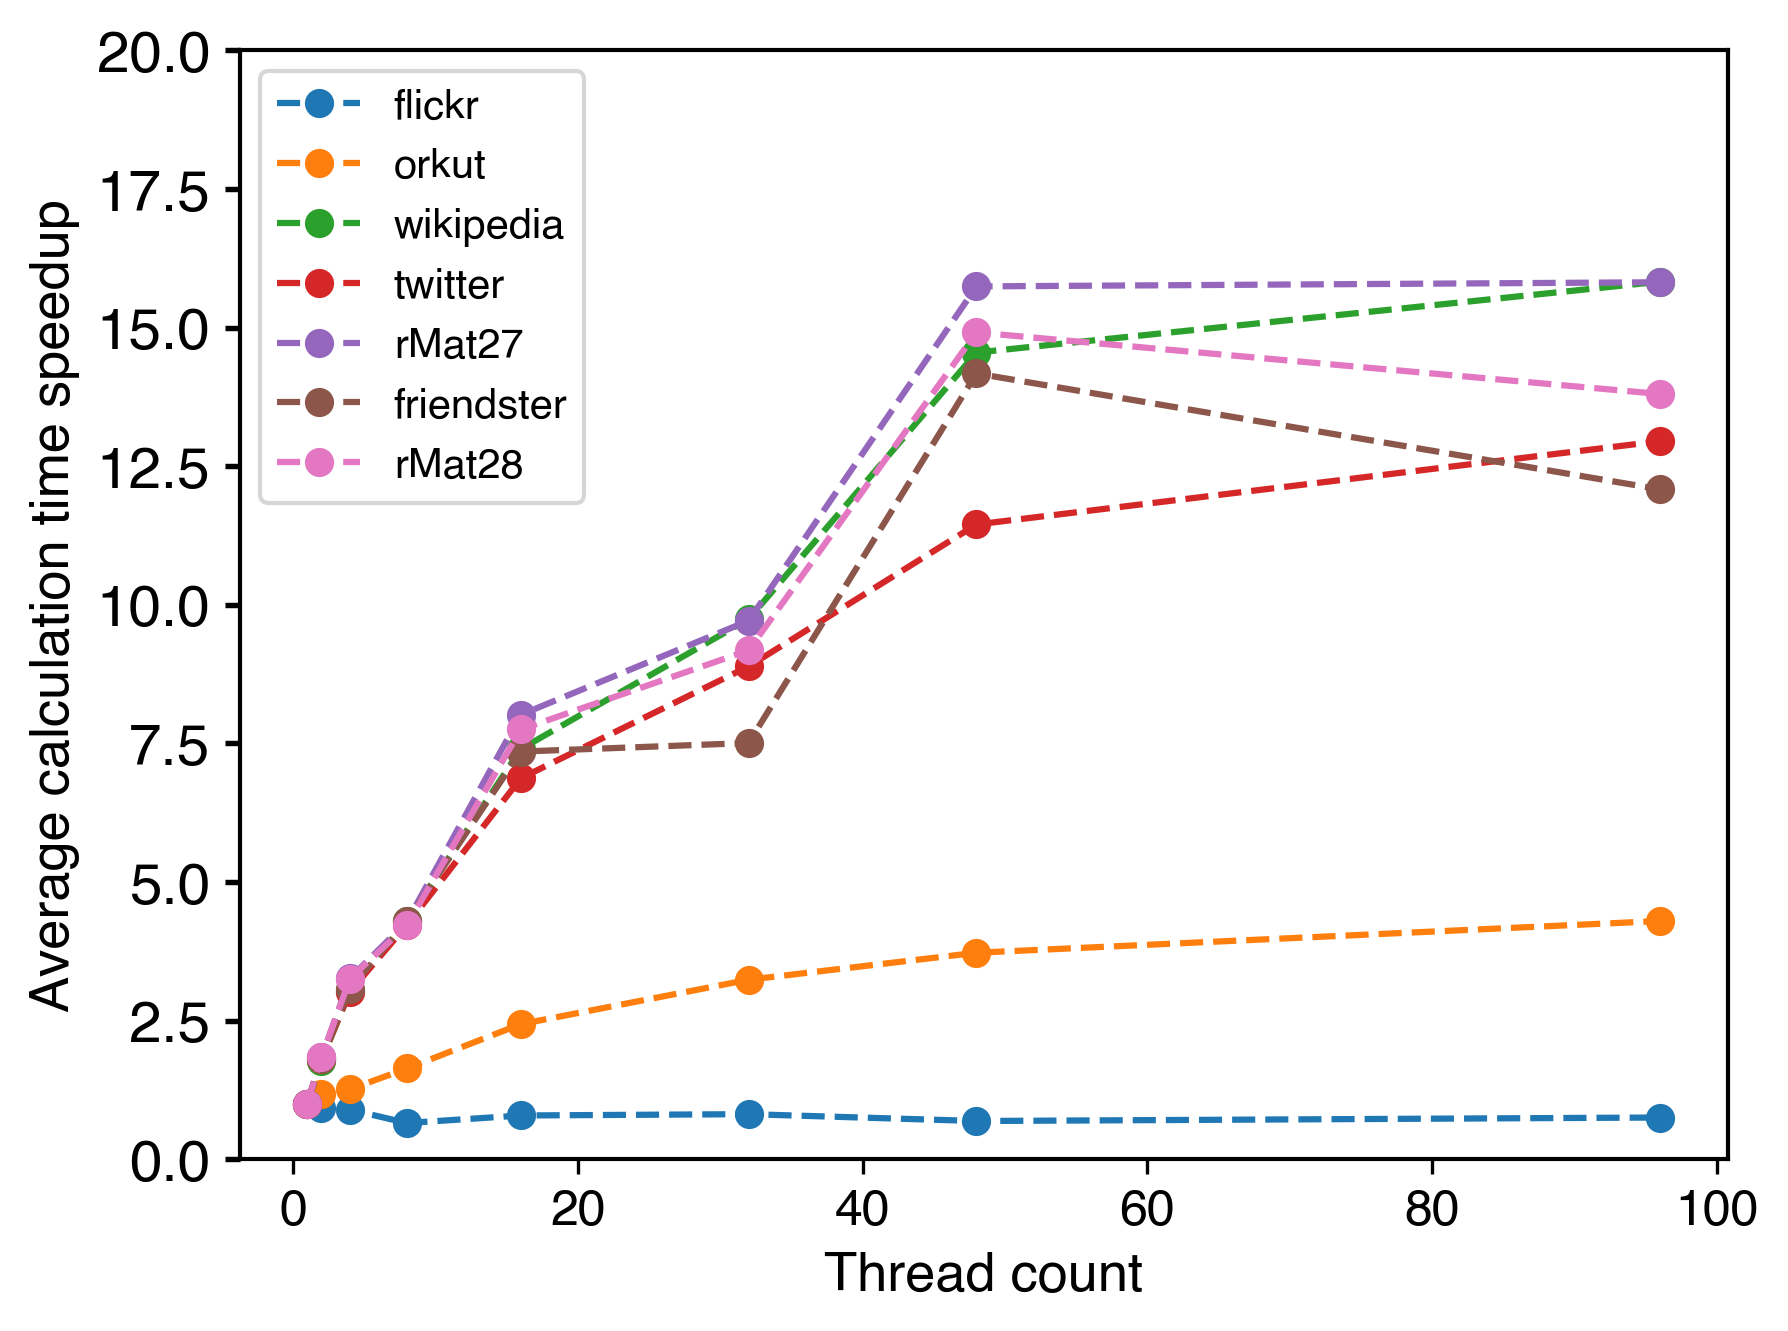 20.0
17.5
15.0
12.5
10.0
7.5
5.0
2.5
0.0
Average calculation time speedup
flickr
orkut
wikipedia
twitter
rMat27
friendster
rMat28
0 20 40 60 80 100
Thread count